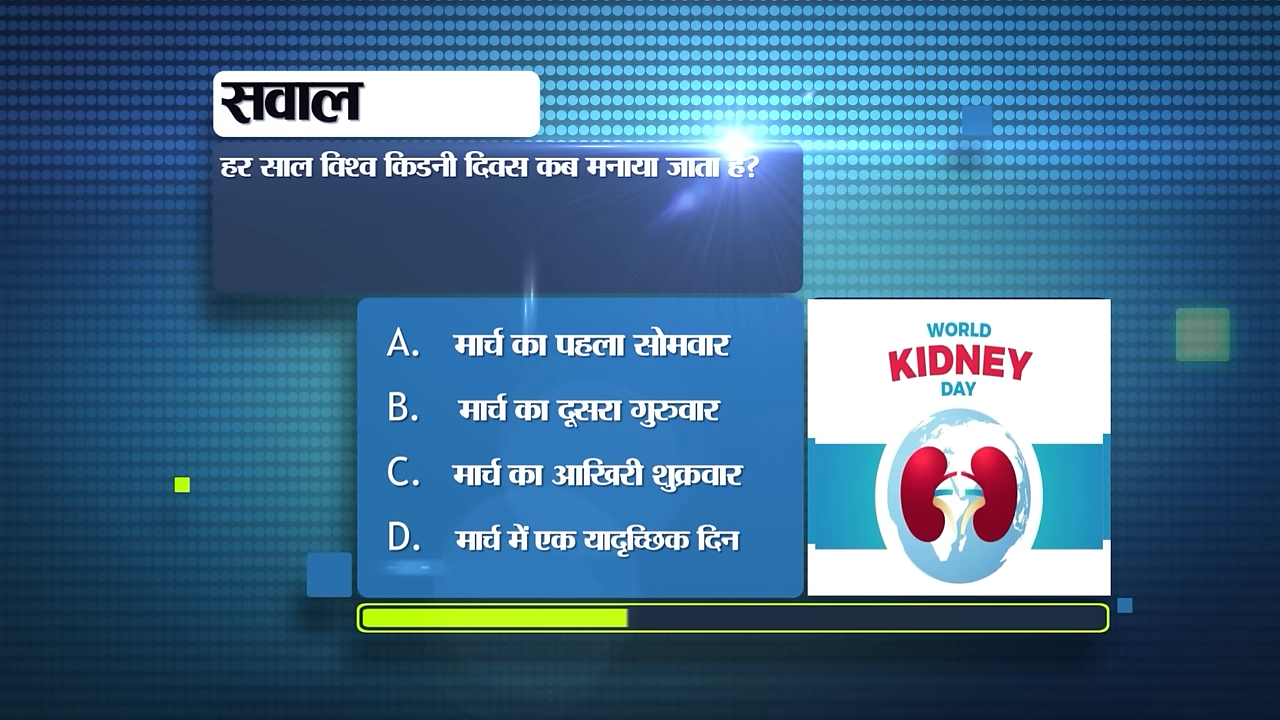 सवाल
हर साल विश्व किडनी दिवस कब मनाया जाता है?
A. मार्च का पहला सोमवार
B. मार्च का दूसरा गुरुवार
C. मार्च का आखिरी शुक्रवार
D. मार्च में एक यादृच्छिक दिन
WORLD
KIDNEY
DAY